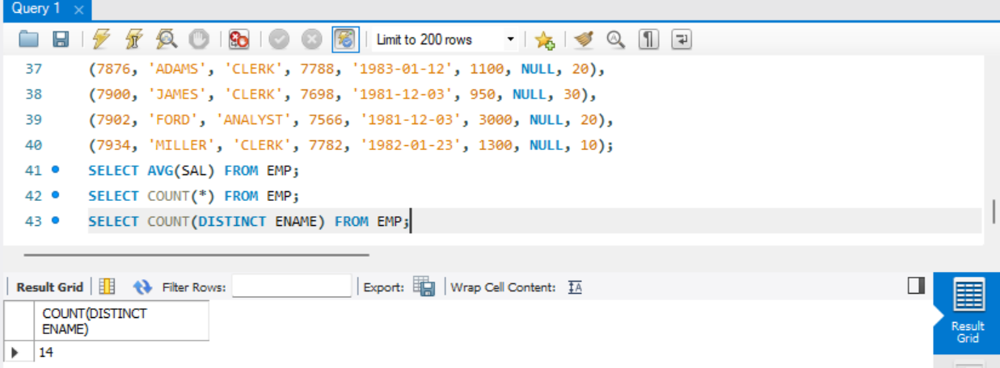 Query 1 ×
Limit to 200 rows
37 (7876, 'ADAMS', 'CLERK', 7788, '1983-01-12', 1100, NULL, 20),
38 (7900, 'JAMES', 'CLERK', 7698, '1981-12-03', 950, NULL, 30),
39 (7902, 'FORD', 'ANALYST', 7566, '1981-12-03', 3000, NULL, 20),
40 (7934, 'MILLER', 'CLERK', 7782, '1982-01-23', 1300, NULL, 10);
41 SELECT AVG(SAL) FROM EMP;
42 SELECT COUNT(*) FROM EMP;
43 SELECT COUNT(DISTINCT ENAME) FROM EMP;
Result Grid Filter Rows: Export: Wrap Cell Content:
COUNT(DISTINCT
ENAME)
14
Result
Grid